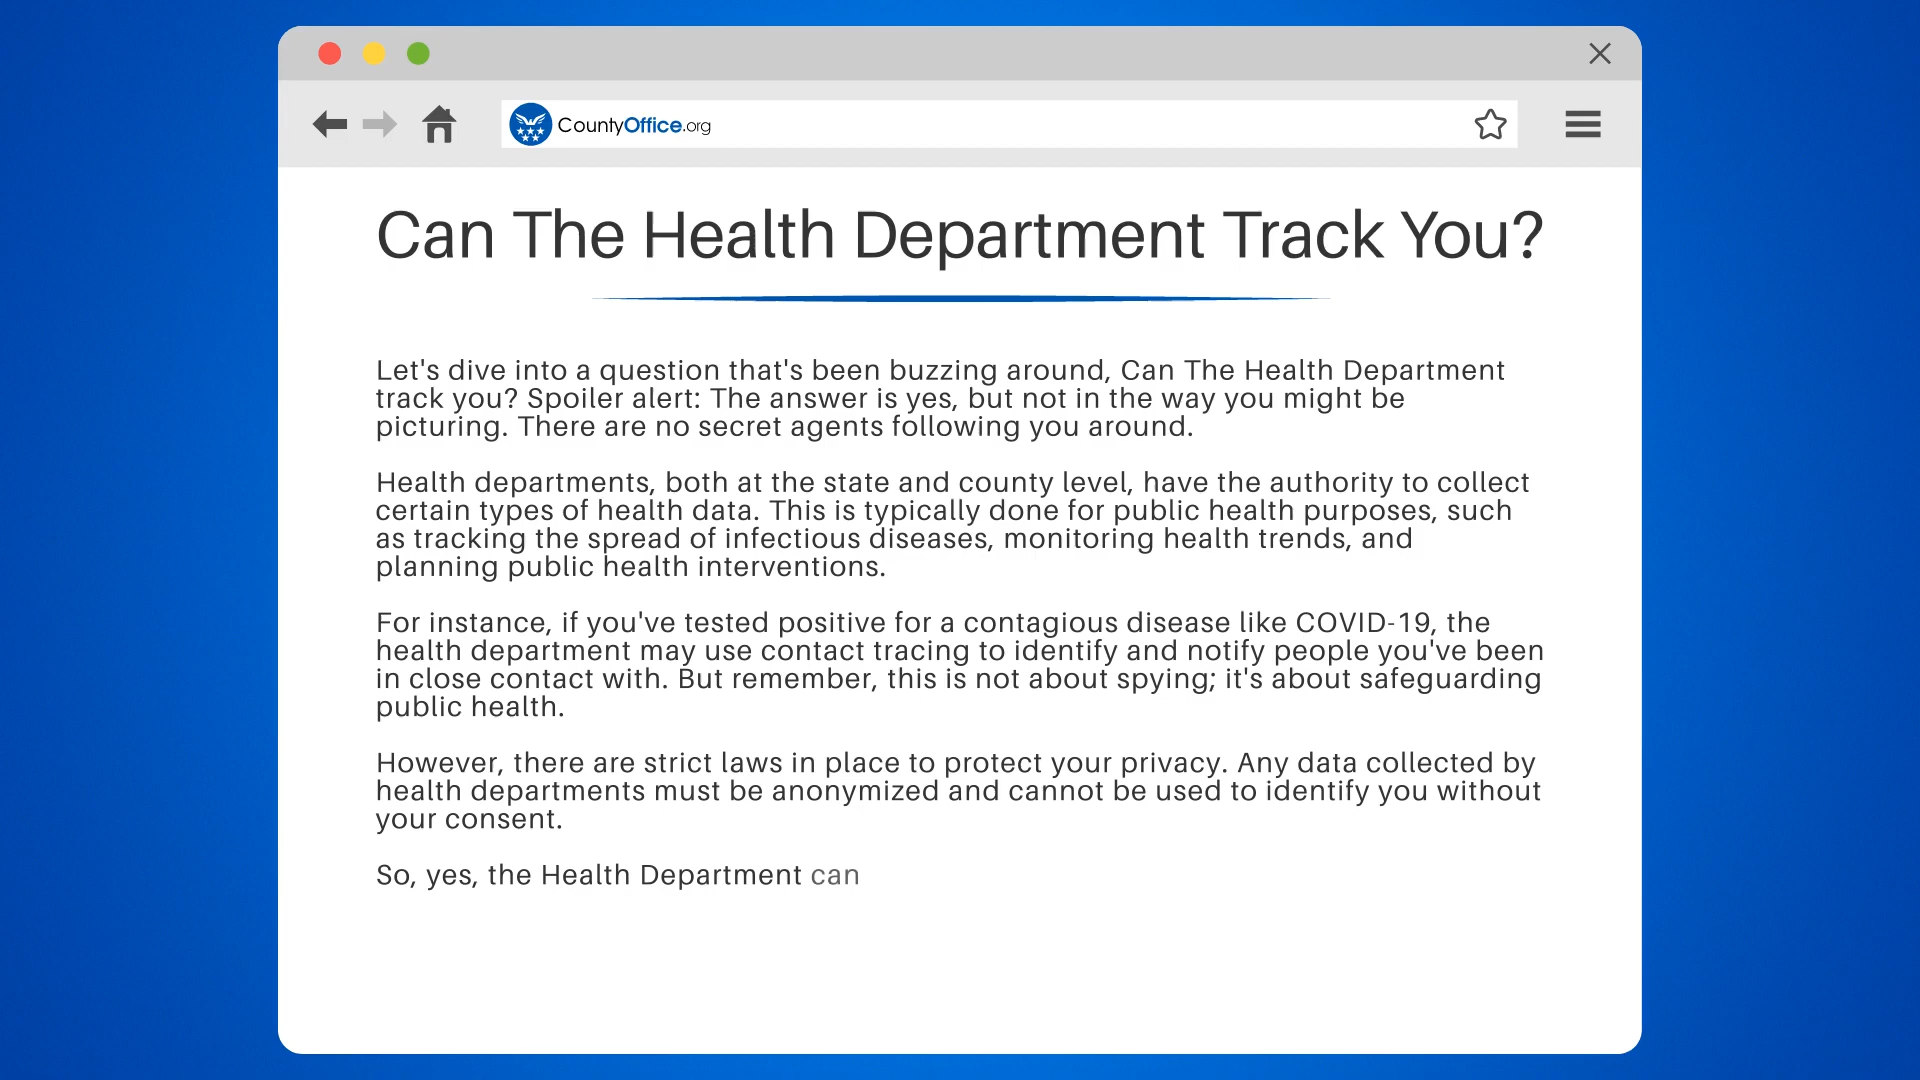 CountyOffice.org
Can The Health Department Track You?
Let's dive into a question that's been buzzing around, Can The Health Department
track you? Spoiler alert: The answer is yes, but not in the way you might be
picturing. There are no secret agents following you around.
Health departments, both at the state and county level, have the authority to collect
certain types of health data. This is typically done for public health purposes, such
as tracking the spread of infectious diseases, monitoring health trends, and
planning public health interventions.
For instance, if you've tested positive for a contagious disease like COVID-19, the
health department may use contact tracing to identify and notify people you've been
in close contact with. But remember, this is not about spying; it's about safeguarding
public health.
However, there are strict laws in place to protect your privacy. Any data collected by
health departments must be anonymized and cannot be used to identify you without
your consent.
So, yes, the Health Department can